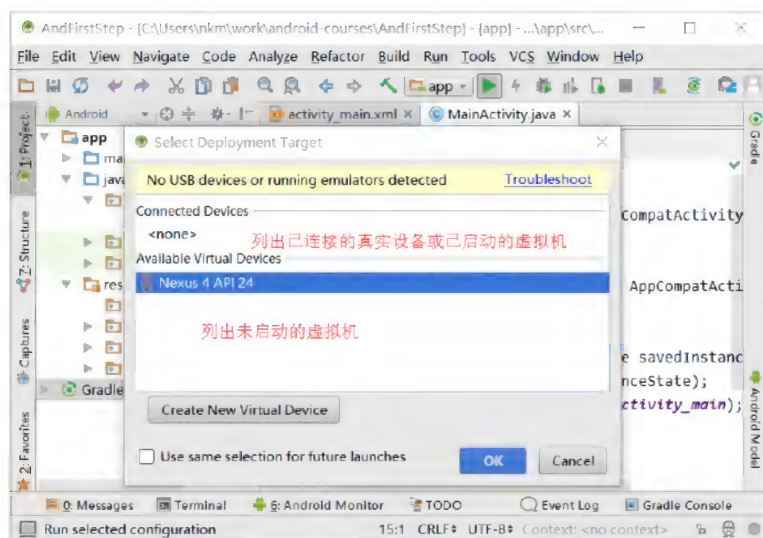 AndFirstStep - [C:\Users\nkm\work\android-courses\AndFirstStep] - [app] - ...\app\src\...
File Edit View Navigate Code Analyze Refactor Build Run Tools VCS Window Help
app
Android
activity_main.xml
MainActivity.java
1: Project
Z: Structure
Captures
2: Favorites
app
ma
java
res
Gradle
Select Deployment Target
No USB devices or running emulators detected Troubleshoot
Connected Devices
<none>
列出已连接的真实设备或已启动的虚拟机
Available Virtual Devices
Nexus 4 API 24
列出未启动的虚拟机
Create New Virtual Device
Use same selection for future launches
OK Cancel
CompatActivity
AppCompatActi
e savedInstanc
nceState);
ctivity_main);
Gradle
Android Model
0: Messages Terminal 6: Android Monitor TODO Event Log Gradle Console
Run selected configuration 15:1 CRLF UTF-8 Context: <no context>